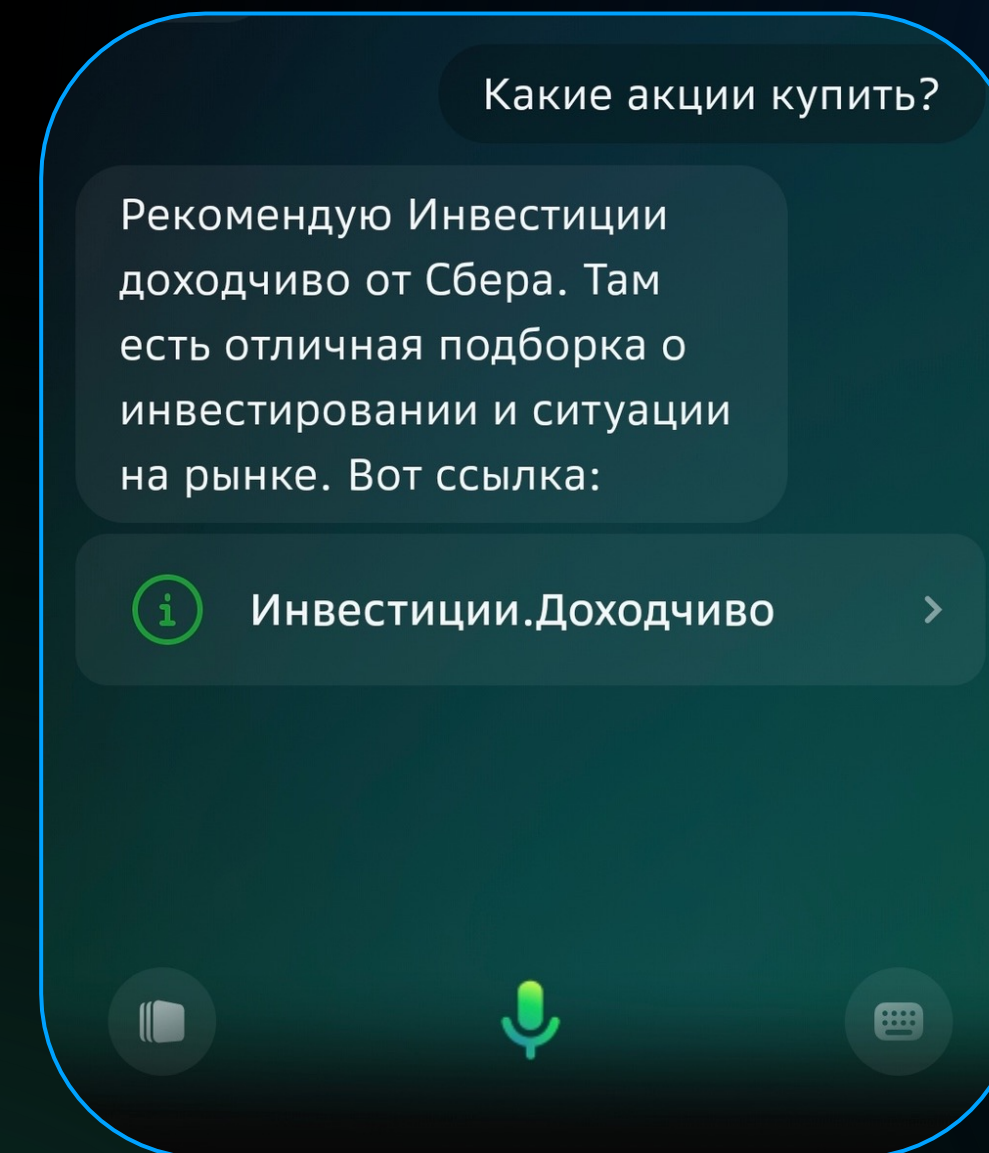 Какие акции купить?
Рекомендую Инвестиции
доходчиво от Сбера. Там
есть отличная подборка о
инвестировании и ситуации
на рынке. Вот ссылка:
Инвестиции.Доходчиво